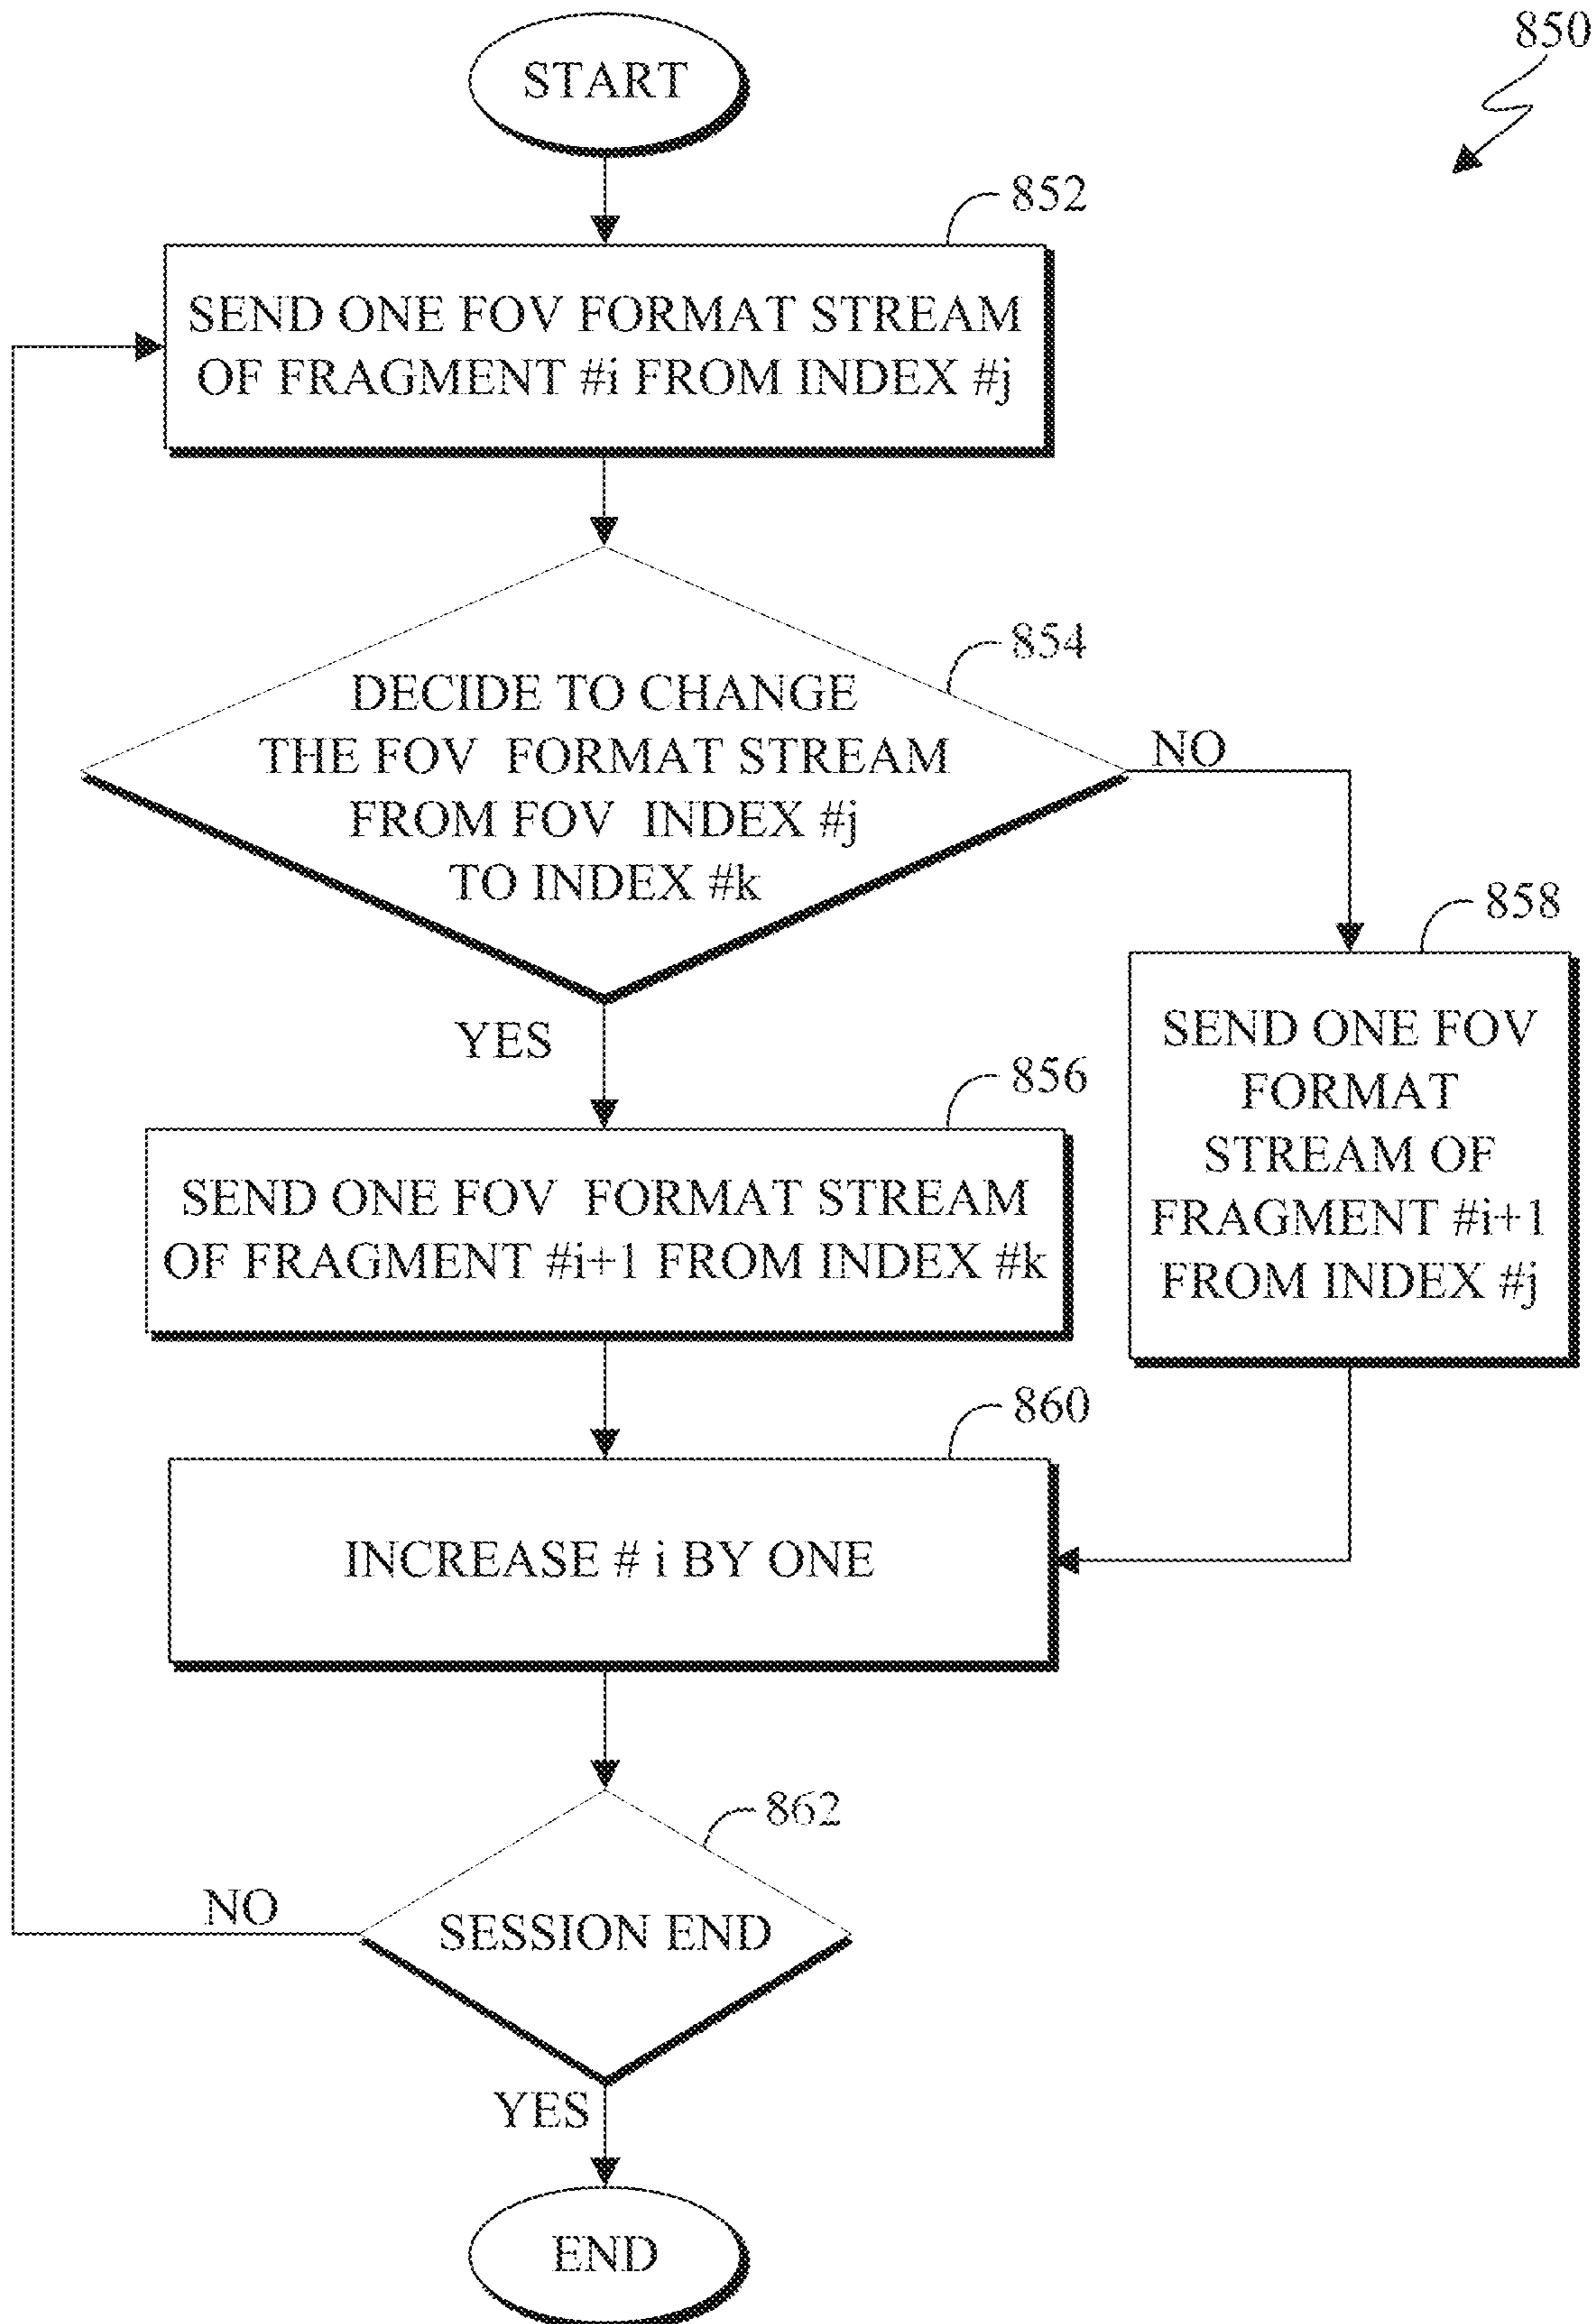 850
START
852
SEND ONE FOV FORMAT STREAM
OF FRAGMENT #i FROM INDEX #j
854
DECIDE TO CHANGE
THE FOV FORMAT STREAM
FROM FOV INDEX #j
TO INDEX #k
NO
YES
858
SEND ONE FOV
FORMAT
STREAM OF
FRAGMENT #i+1
FROM INDEX #j
856
SEND ONE FOV FORMAT STREAM
OF FRAGMENT #i+1 FROM INDEX #k
860
INCREASE # i BY ONE
862
SESSION END
NO
YES
END